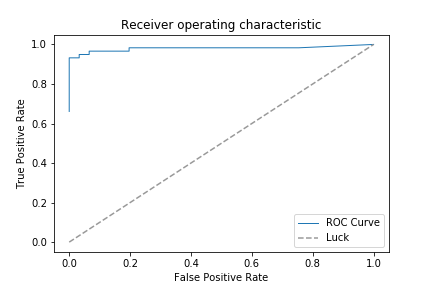 Receiver operating characteristic
True Positive Rate
1.0
0.8
0.6
0.4
0.2
0.0
0.0 0.2 0.4 0.6 0.8 1.0
False Positive Rate
ROC Curve
Luck